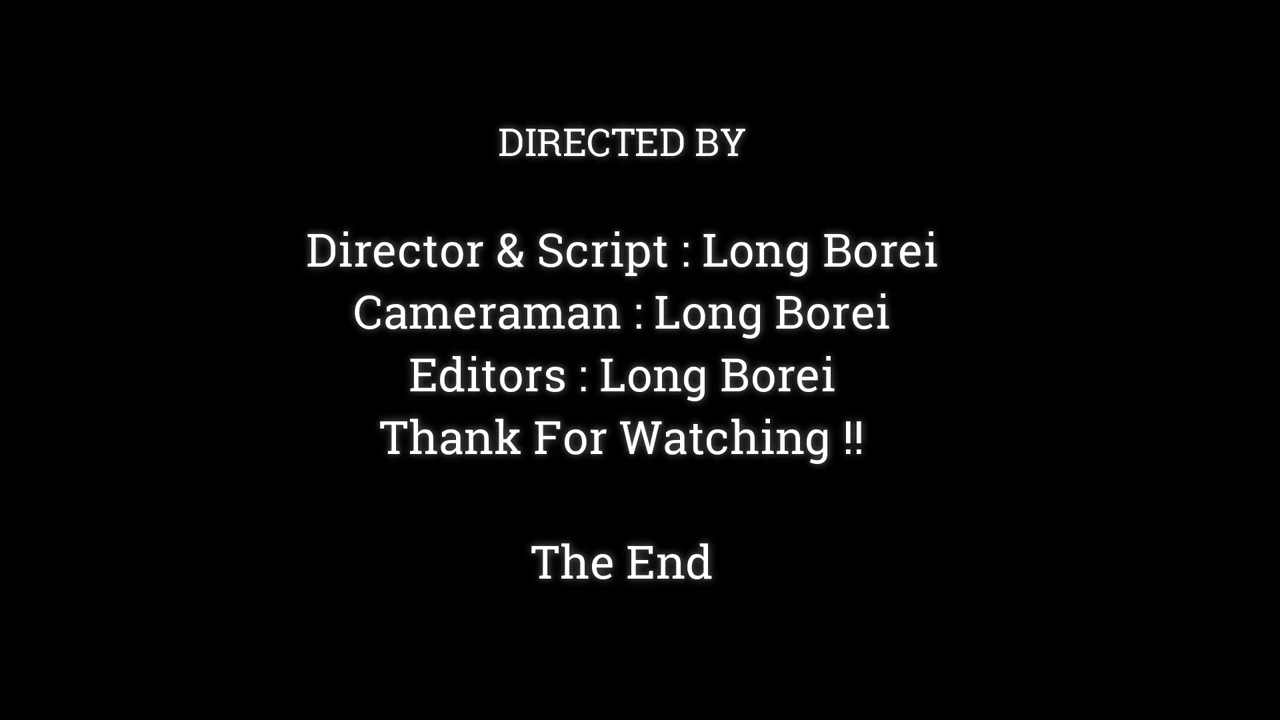 DIRECTED BY
Director & Script : Long Borei
Cameraman : Long Borei
Editors : Long Borei
Thank For Watching !!
The End